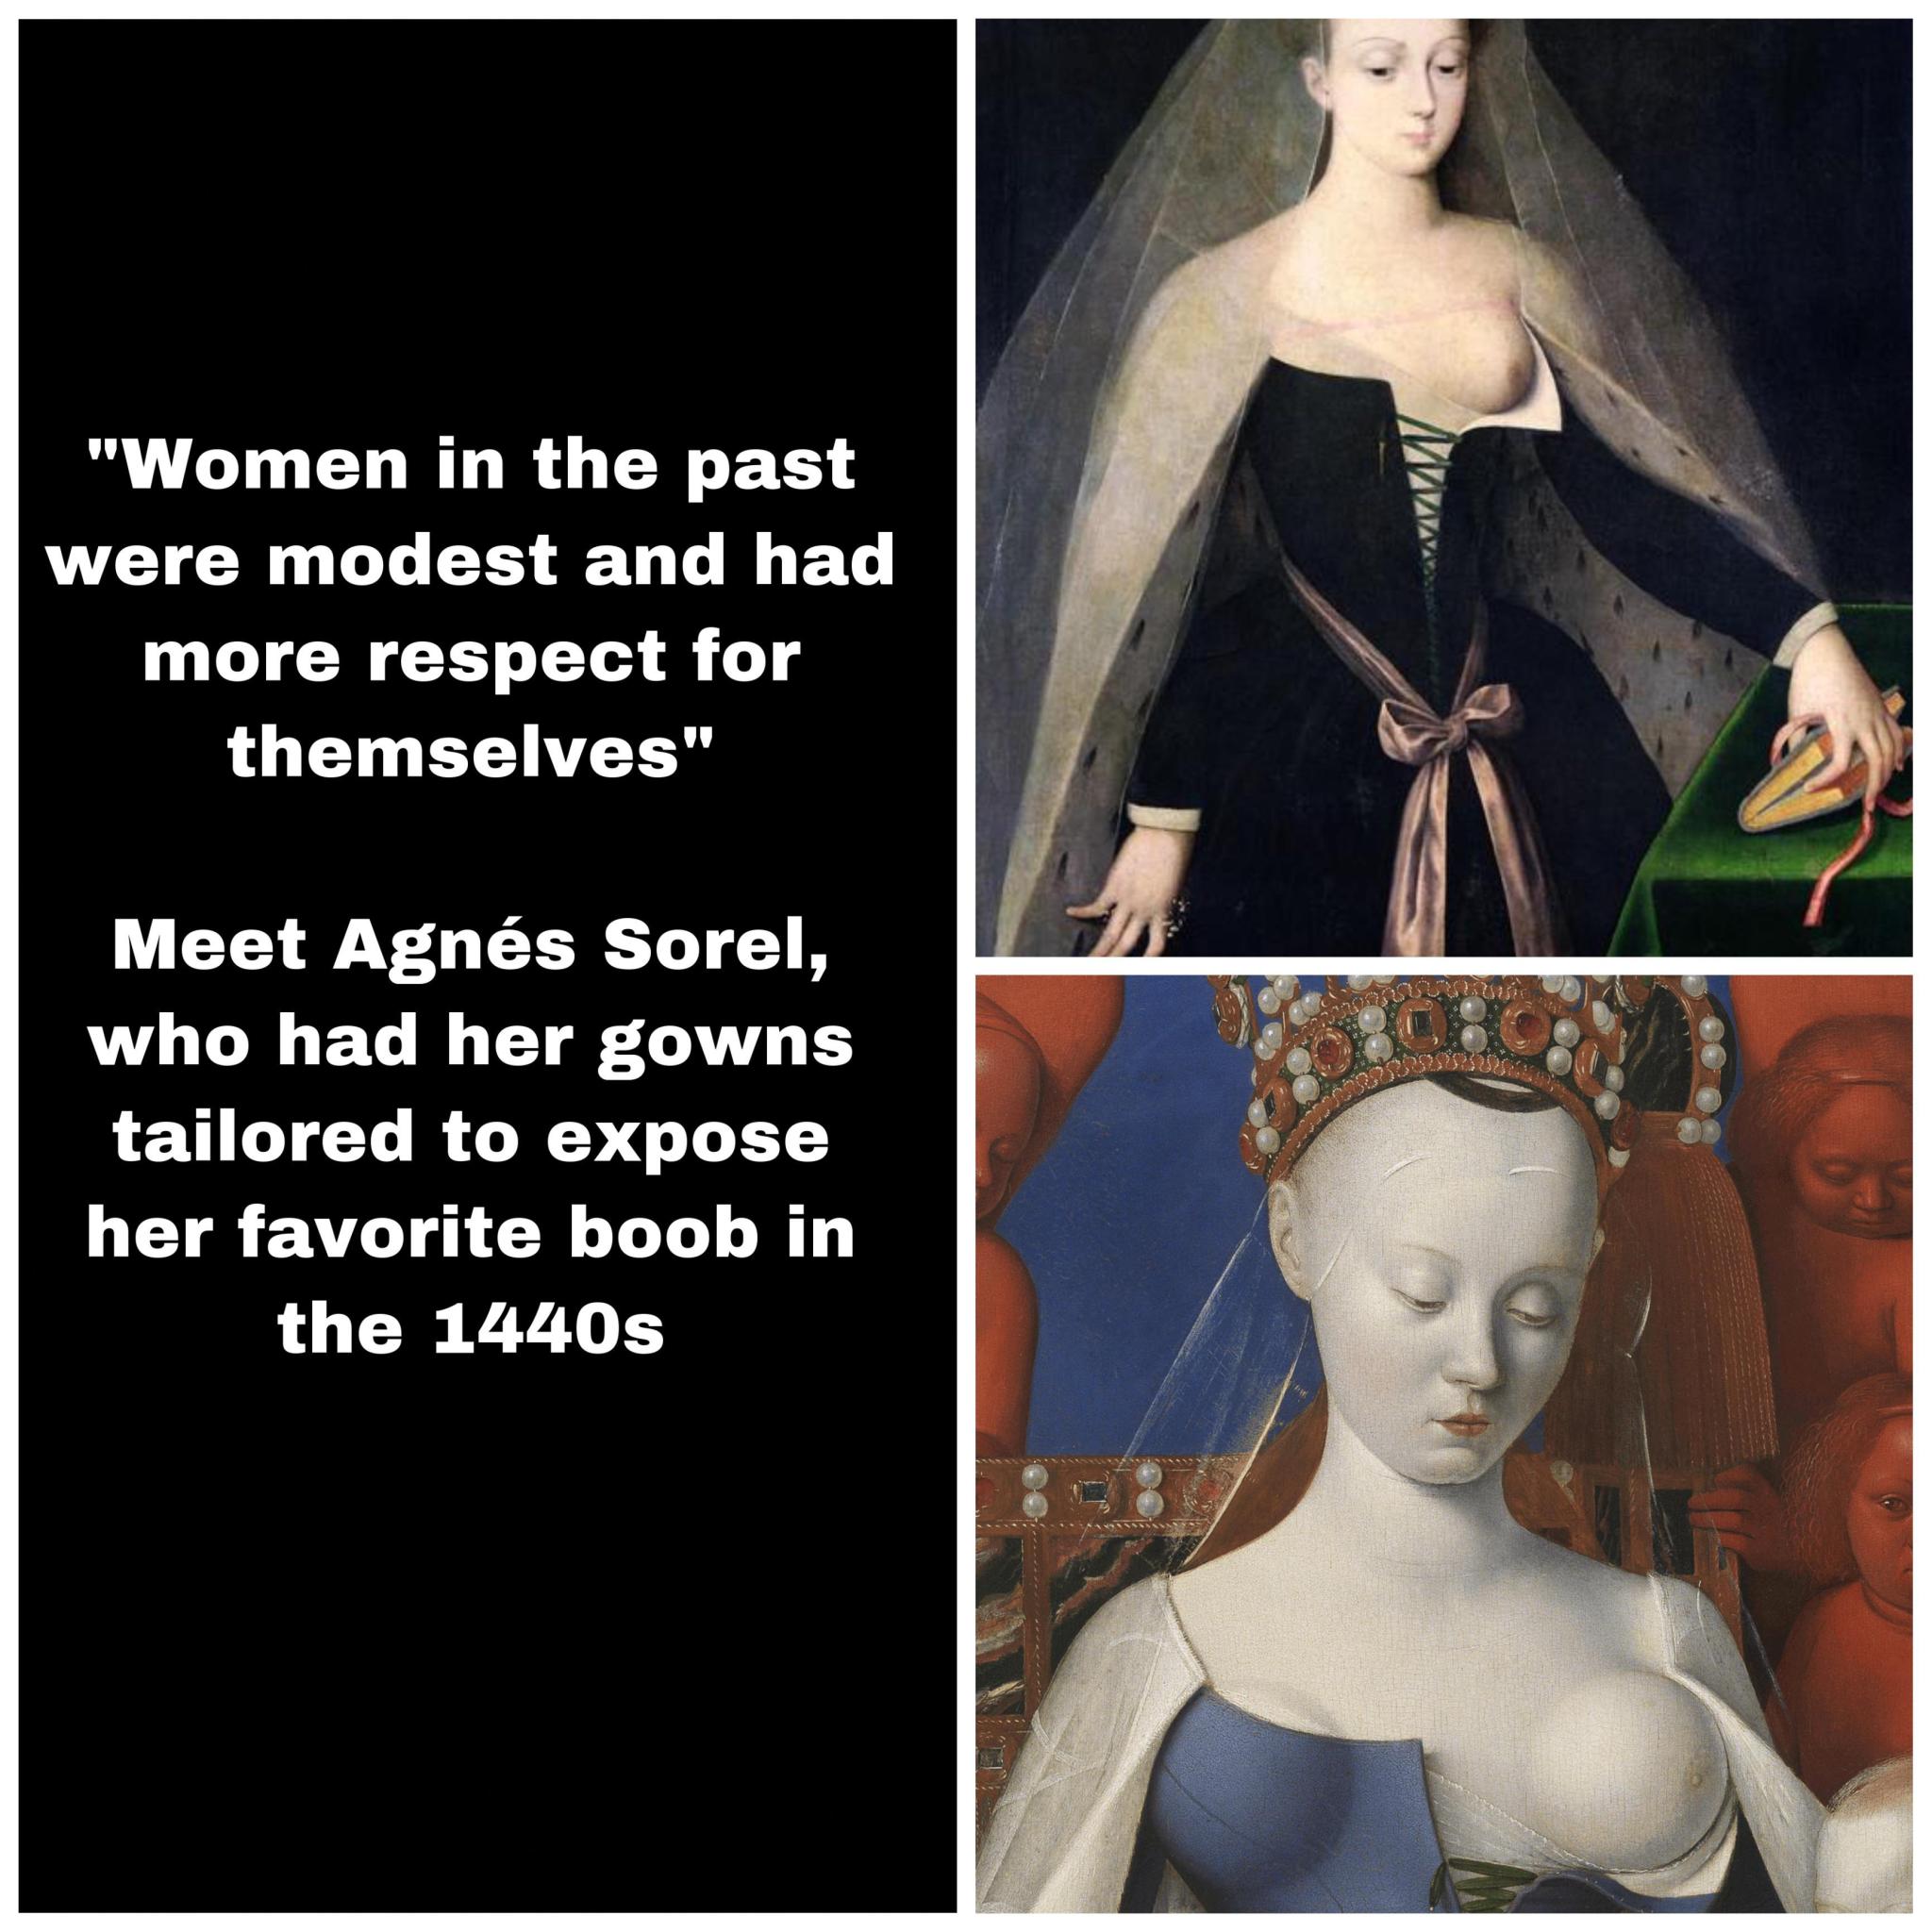 "Women in the past
were modest and had
more respect for
themselves"
Meet Agnés Sorel,
who had her gowns
tailored to expose
her favorite boob in
the 1440s